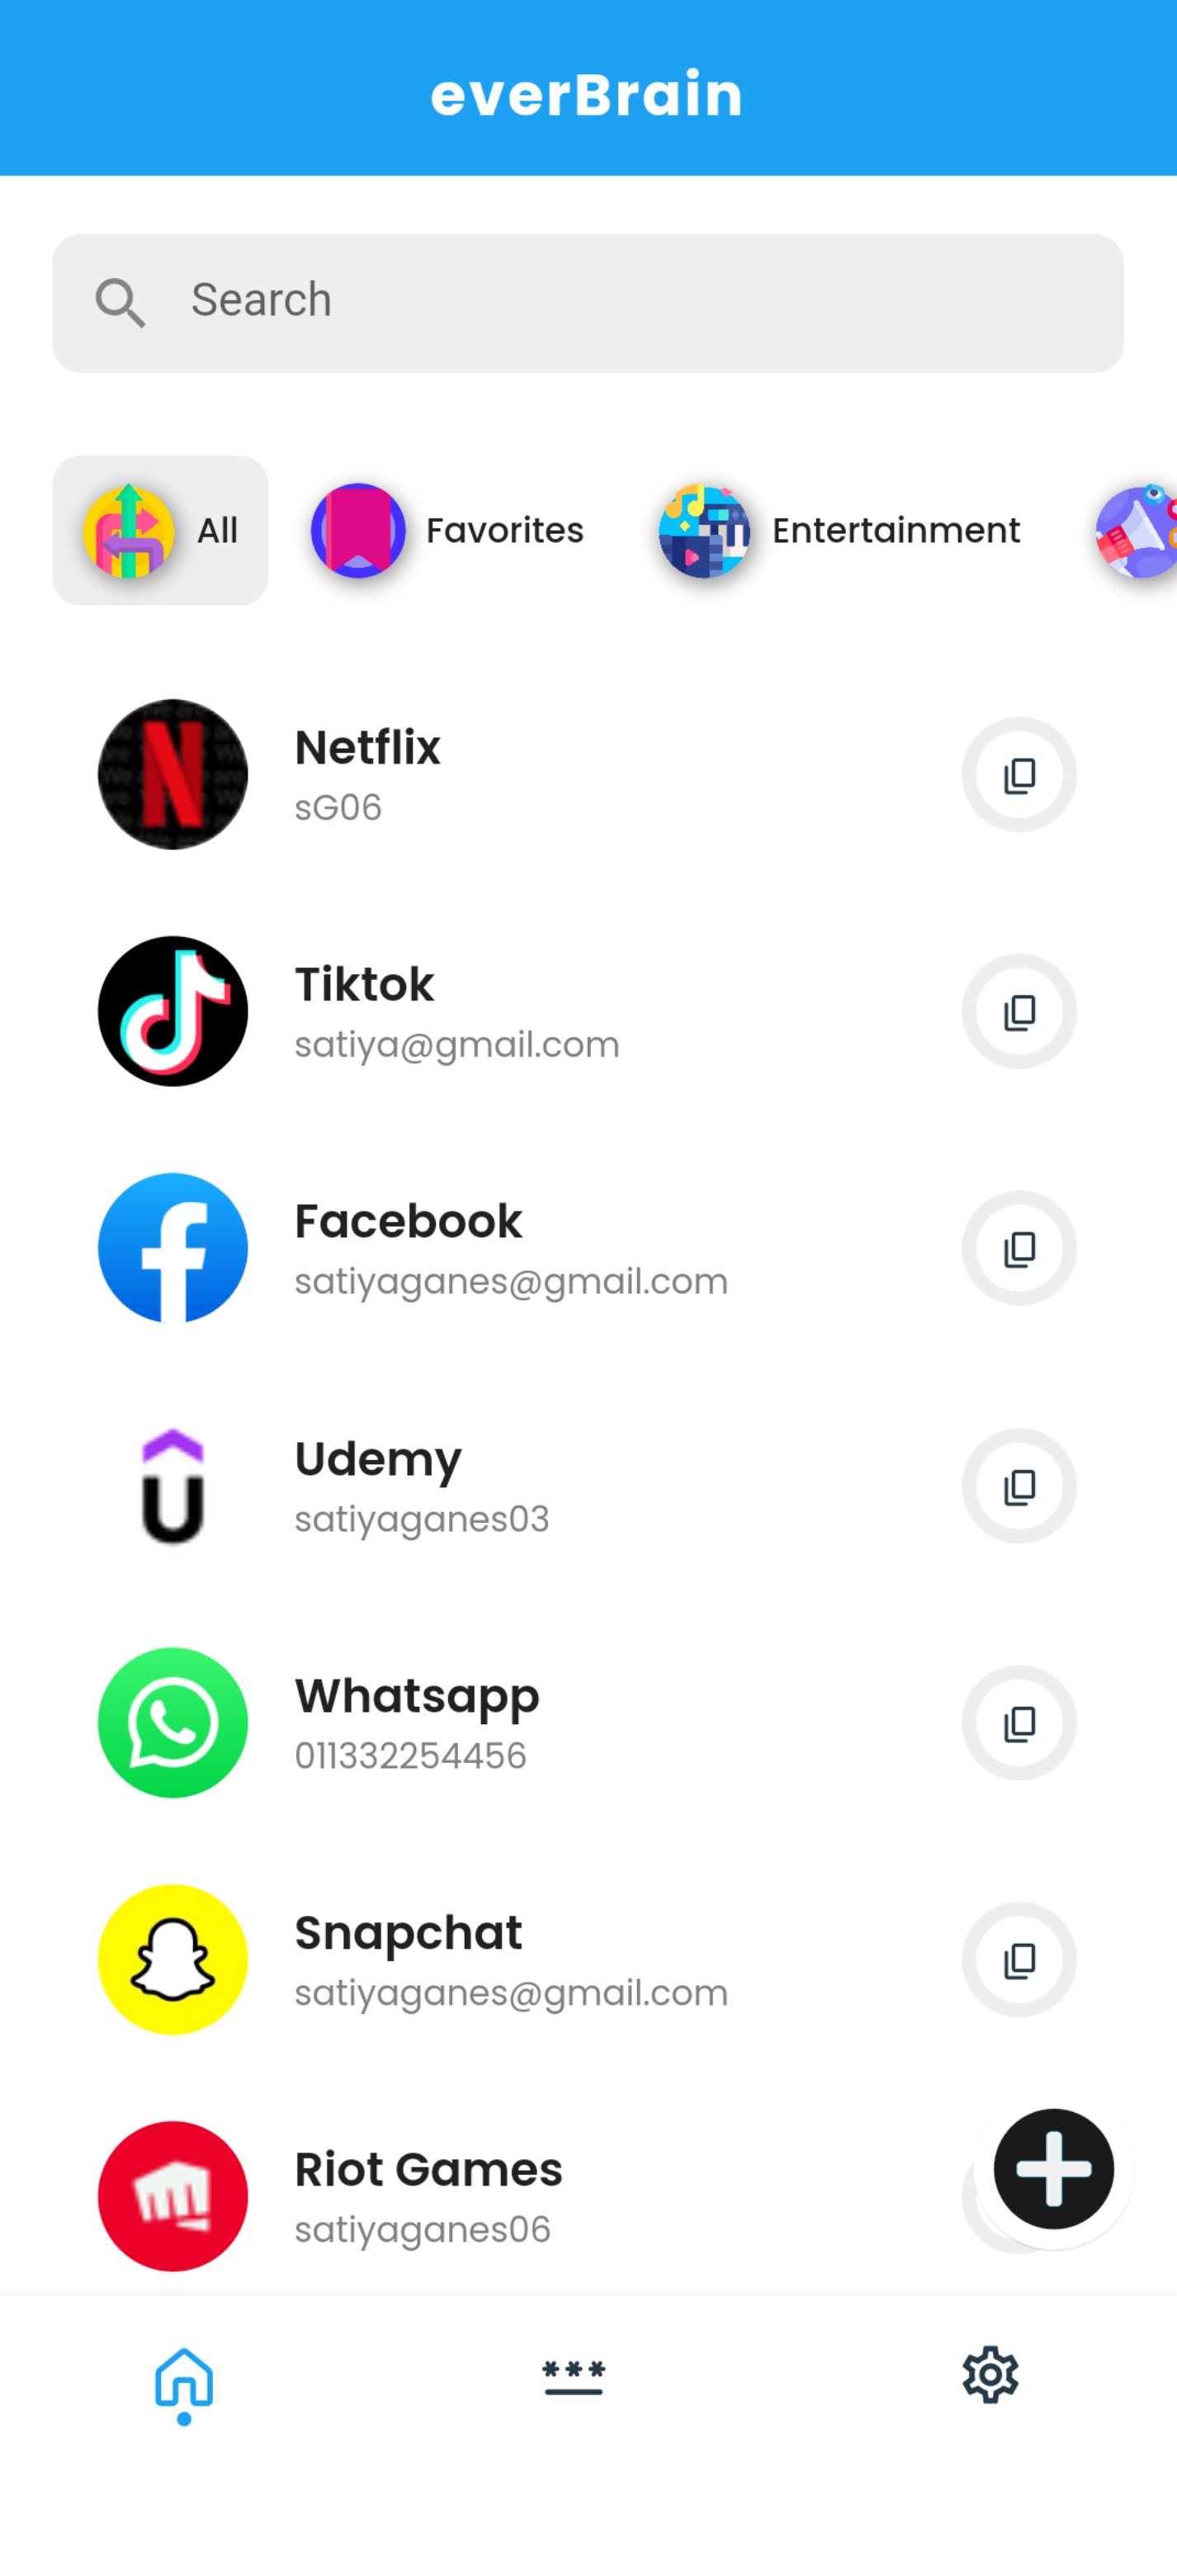 everBrain
Search
All
Favorites
Entertainment
Netflix
sG06
Tiktok
satiya@gmail.com
Facebook
satiyaganes@gmail.com
Udemy
satiyaganes03
Whatsapp
011332254456
Snapchat
satiyaganes@gmail.com
Riot Games
satiyaganes06